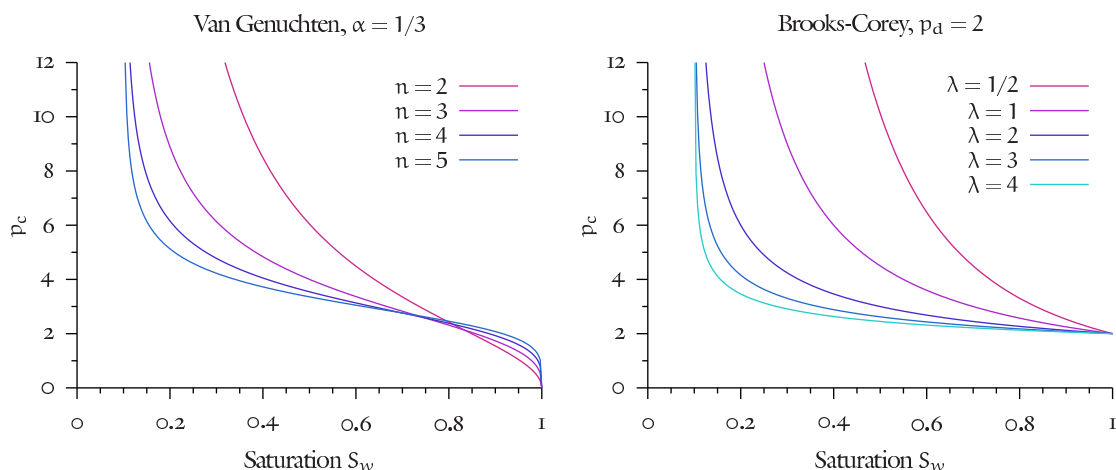 Van Genuchten, α = 1/3
12
10
8
6
4
2
0
p_c
n = 2
n = 3
n = 4
n = 5
0 0.2 0.4 0.6 0.8 1
Saturation S_w
Brooks-Corey, p_d = 2
12
10
8
6
4
2
0
p_c
λ = 1/2
λ = 1
λ = 2
λ = 3
λ = 4
0 0.2 0.4 0.6 0.8 1
Saturation S_w